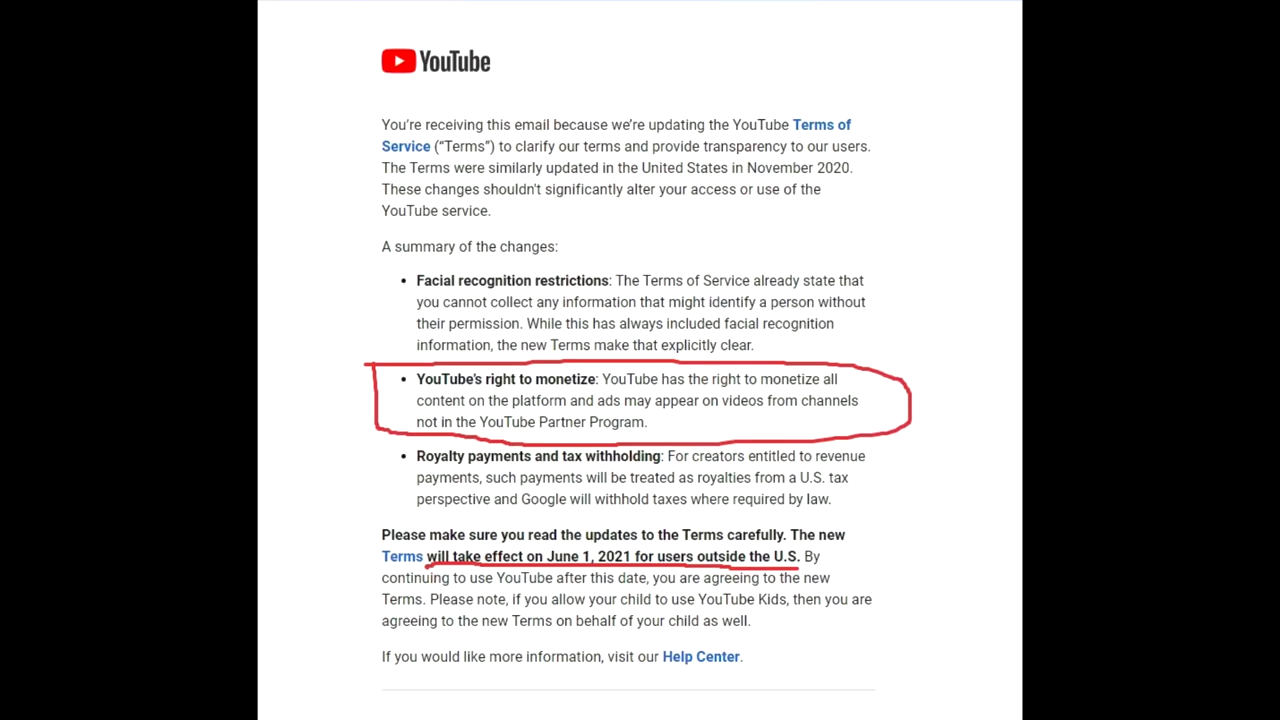 YouTube
You're receiving this email because we’re updating the YouTube Terms of
Service (“Terms”) to clarify our terms and provide transparency to our users.
The Terms were similarly updated in the United States in November 2020.
These changes shouldn't significantly alter your access or use of the
YouTube service.
A summary of the changes:
• Facial recognition restrictions: The Terms of Service already state that
you cannot collect any information that might identify a person without
their permission. While this has always included facial recognition
information, the new Terms make that explicitly clear.
• YouTube’s right to monetize: YouTube has the right to monetize all
content on the platform and ads may appear on videos from channels
not in the YouTube Partner Program.
• Royalty payments and tax withholding: For creators entitled to revenue
payments, such payments will be treated as royalties from a U.S. tax
perspective and Google will withhold taxes where required by law.
Please make sure you read the updates to the Terms carefully. The new
Terms will take effect on June 1, 2021 for users outside the U.S. By
continuing to use YouTube after this date, you are agreeing to the new
Terms. Please note, if you allow your child to use YouTube Kids, then you are
agreeing to the new Terms on behalf of your child as well.
If you would like more information, visit our Help Center.